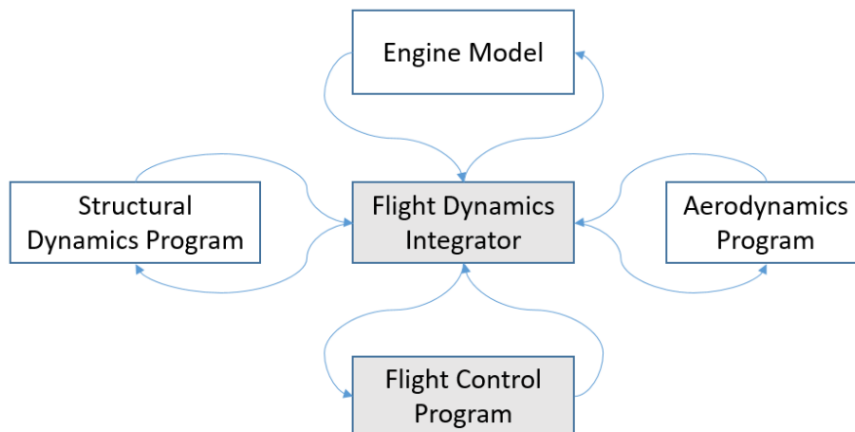 Engine Model
Structural
Dynamics Program
Flight Dynamics
Integrator
Aerodynamics
Program
Flight Control
Program